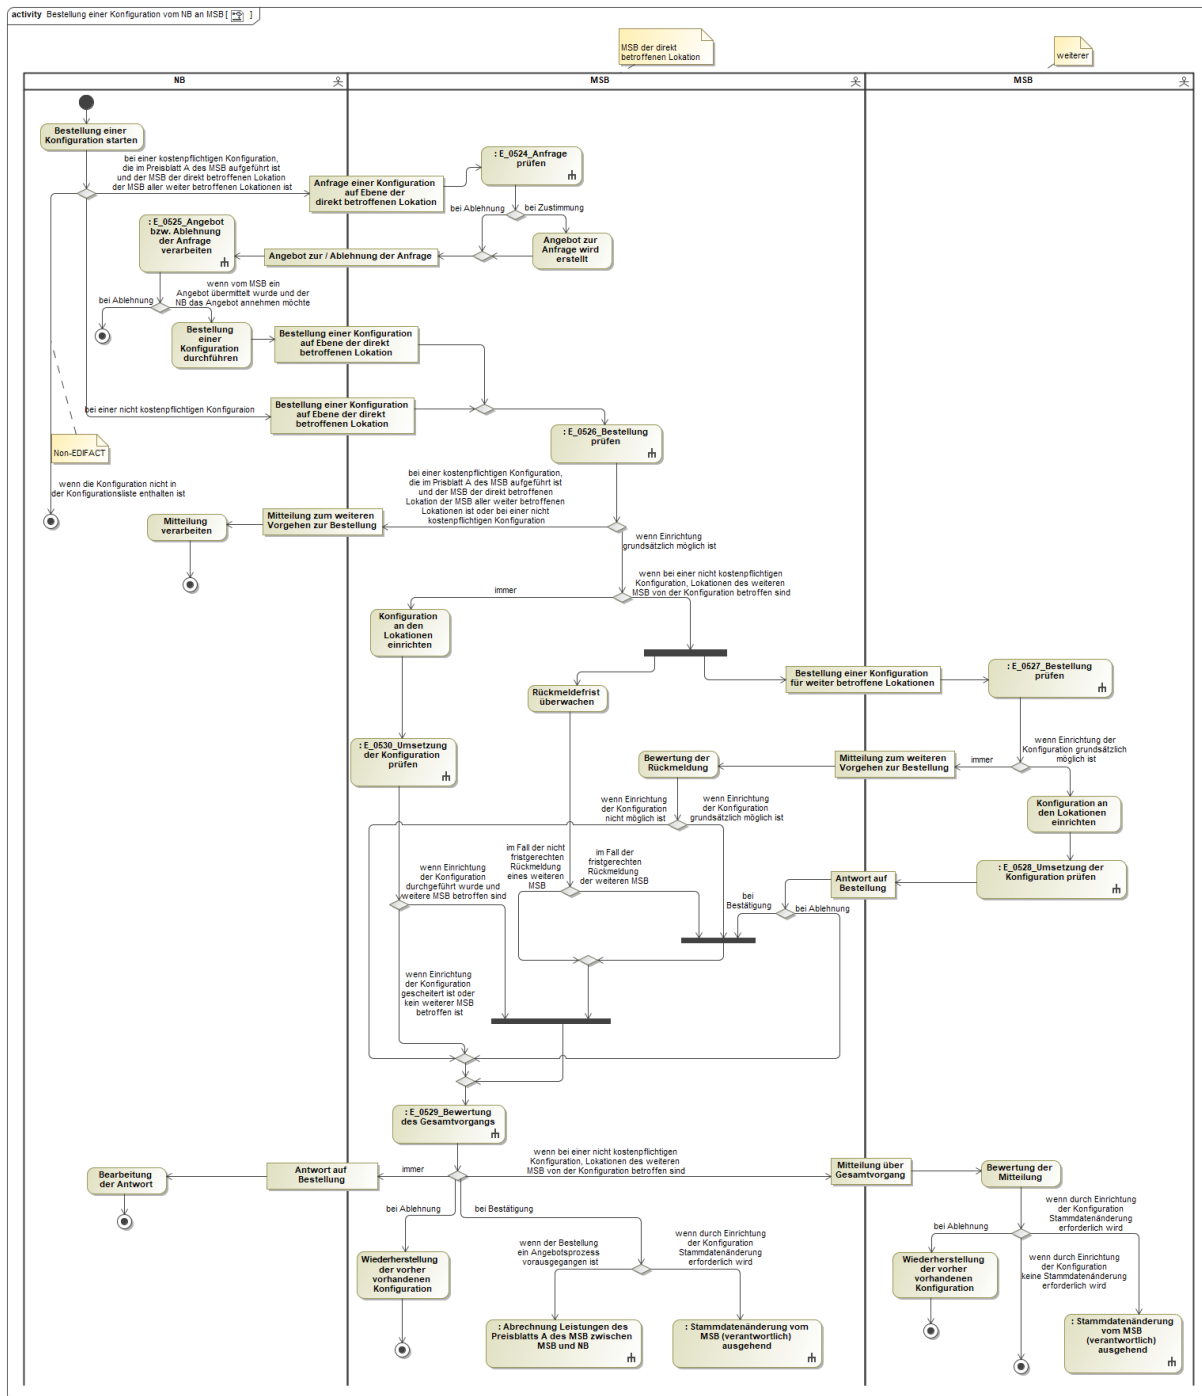 activity Bestellung einer Konfiguration vom NB an MSB [ ]
MSB der direkt
betroffenen Lokation
weiterer
NB
MSB
MSB
Bestellung einer
Konfiguration starten
bei einer kostenpflichtigen Konfiguration,
die im Preisblatt A des MSB aufgeführt ist
und der MSB der direkt betroffenen Lokation
der MSB aller weiter betroffenen Lokationen ist
Anfrage einer Konfiguration
auf Ebene der
direkt betroffenen Lokation
: E_0524_Anfrage
prüfen
bei Ablehnung
bei Zustimmung
Angebot zur
Anfrage wird
erstellt
: E_0525_Angebot
bzw. Ablehnung
der Anfrage
verarbeiten
Angebot zur / Ablehnung der Anfrage
bei Ablehnung
wenn vom MSB ein
Angebot übermittelt wurde und der
NB das Angebot annehmen möchte
Bestellung
einer
Konfiguration
durchführen
Bestellung einer Konfiguration
auf Ebene der direkt
betroffenen Lokation
bei einer nicht kostenpflichtigen Konfiguraion
Bestellung einer Konfiguration
auf Ebene der direkt
betroffenen Lokation
Non-EDIFACT
: E_0526_Bestellung
prüfen
wenn die Konfiguration nicht in
der Konfigurationsliste enthalten ist
bei einer kostenpflichtigen Konfiguration,
die im Prisblatt A des MSB aufgeführt ist
und der MSB der direkt betroffenen
Lokation der MSB aller weiter betroffenen
Lokationen ist oder bei einer nicht
kostenpflichtigen Konfiguration
Mitteilung
verarbeiten
Mitteilung zum weiteren
Vorgehen zur Bestellung
wenn Einrichtung
grundsätzlich möglich ist
immer
wenn bei einer nicht kostenpflichtigen
Konfiguration, Lokationen des weiteren
MSB von der Konfiguration betroffen sind
Konfiguration
an den
Lokationen
einrichten
Rückmeldefrist
überwachen
Bestellung einer Konfiguration
für weiter betroffene Lokationen
: E_0527_Bestellung
prüfen
: E_0530_Umsetzung
der Konfiguration
prüfen
Bewertung der
Rückmeldung
Mitteilung zum weiteren
Vorgehen zur Bestellung
immer
wenn Einrichtung der
Konfiguration grundsätzlich
möglich ist
Konfiguration an
den Lokationen
einrichten
wenn Einrichtung
der Konfiguration
nicht möglich ist
wenn Einrichtung
der Konfiguration
grundsätzlich möglich ist
im Fall der nicht
fristgerechten
Rückmeldung
eines weiteren
MSB
im Fall der
fristgerechten
Rückmeldung
der weiteren MSB
wenn Einrichtung
der Konfiguration
durchgeführt wurde und
weitere MSB betroffen sind
Antwort auf
Bestellung
: E_0528_Umsetzung der
Konfiguration prüfen
bei
Bestätigung
bei Ablehnung
wenn Einrichtung
der Konfiguration
gescheitert ist oder
kein weiterer MSB
betroffen ist
: E_0529_Bewertung
des Gesamtvorgangs
Bearbeitung
der Antwort
Antwort auf
Bestellung
immer
wenn bei einer nicht kostenpflichtigen
Konfiguration, Lokationen des weiteren
MSB von der Konfiguration betroffen sind
Mitteilung über
Gesamtvorgang
Bewertung der
Mitteilung
bei Ablehnung
bei Bestätigung
bei Ablehnung
wenn durch Einrichtung
der Konfiguration
Stammdatenänderung
erforderlich wird
wenn der Bestellung
ein Angebotsprozess
vorausgegangen ist
wenn durch Einrichtung
der Konfiguration
Stammdatenänderung
erforderlich wird
wenn durch Einrichtung
der Konfiguration
keine Stammdatenänderung
erforderlich wird
Wiederherstellung
der vorher
vorhandenen
Konfiguration
Wiederherstellung
der vorher
vorhandenen
Konfiguration
: Abrechnung Leistungen des
Preisblatts A des MSB zwischen
MSB und NB
: Stammdatenänderung vom
MSB (verantwortlich)
ausgehend
: Stammdatenänderung
vom MSB
(verantwortlich)
ausgehend